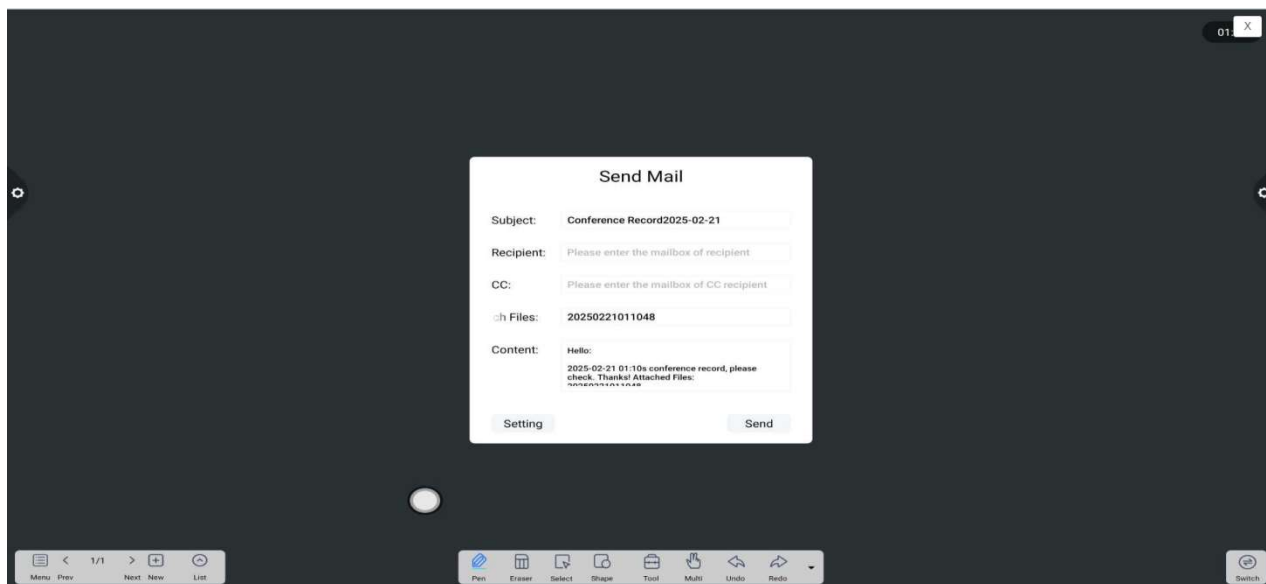 01:
X
Send Mail
Subject: Conference Record2025-02-21
Recipient: Please enter the mailbox of recipient
CC: Please enter the mailbox of CC recipient
ch Files: 20250221011048
Content: Hello:
2025-02-21 01:10s conference record, please
check. Thanks! Attached Files:
20250221011048
Setting Send
1/1
Menu Prev Next New List
Pen Eraser Select Shape Tool Multi Undo Redo
Switch